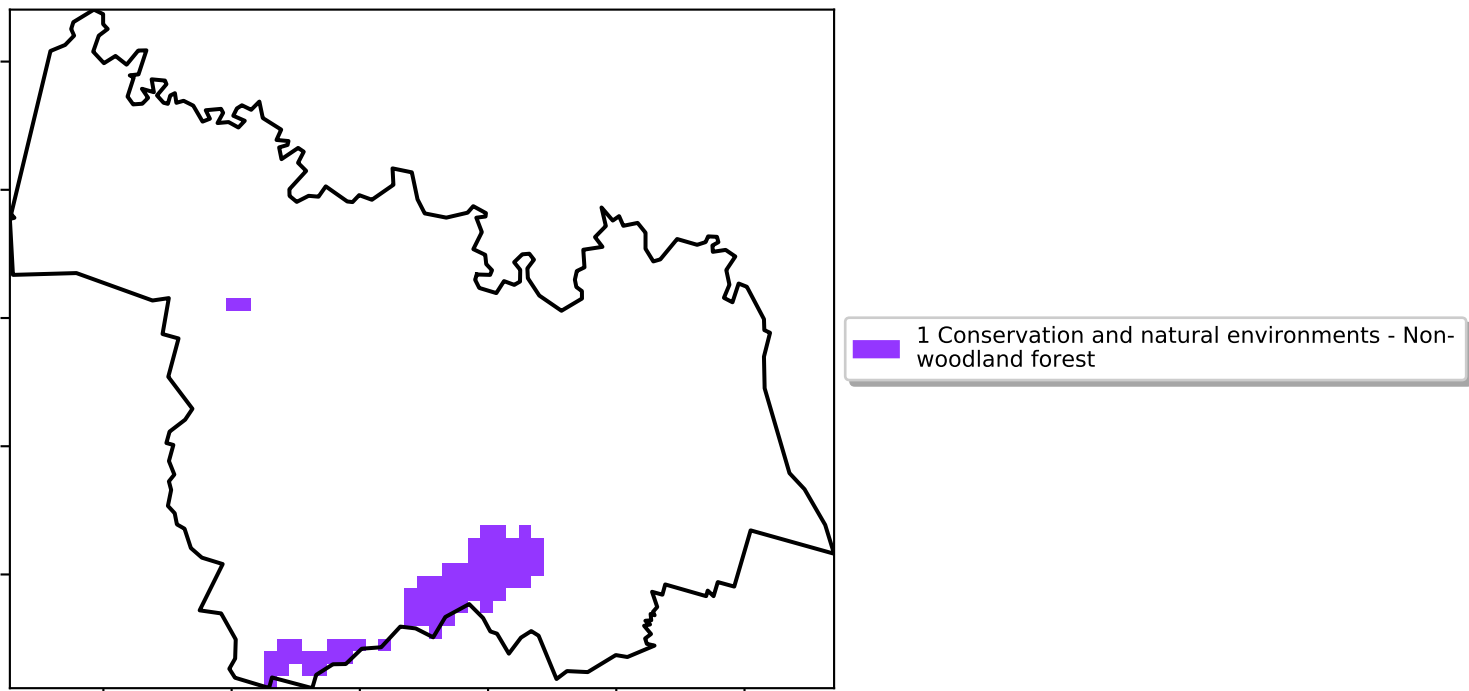 1 Conservation and natural environments - Non-
woodland forest